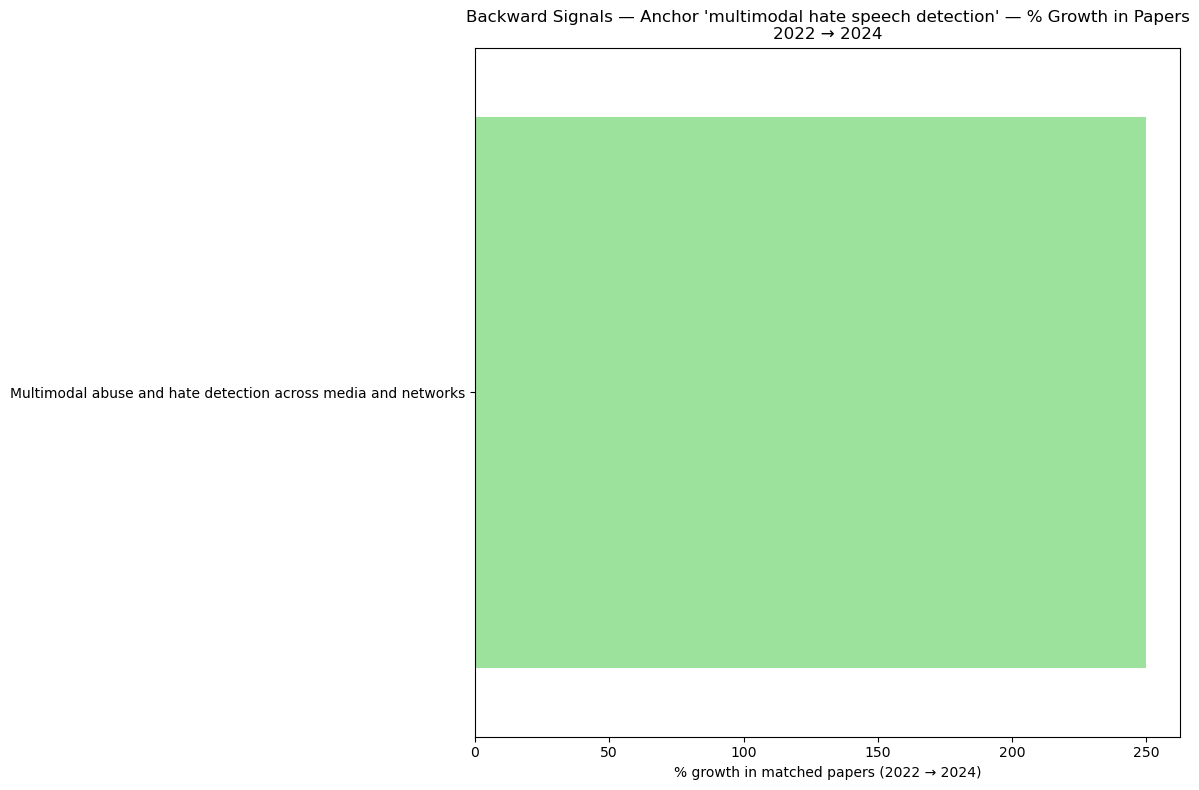 Backward Signals — Anchor 'multimodal hate speech detection' — % Growth in Papers
2022 → 2024
Multimodal abuse and hate detection across media and networks
0 50 100 150 200 250
% growth in matched papers (2022 → 2024)